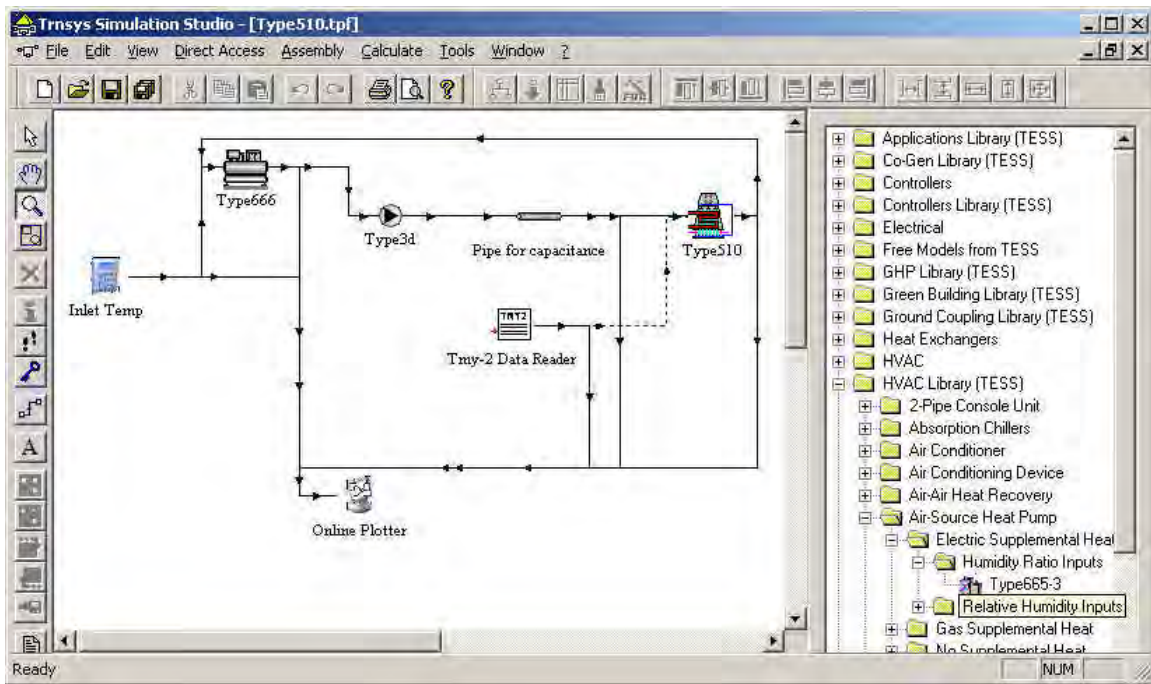 Trnsys Simulation Studio - [Type510.tpf]
File Edit View Direct Access Assembly Calculate Tools Window ?
Type666
Type3d
Pipe for capacitance
Type510
Inlet Temp
TMY2
Tmy-2 Data Reader
Online Plotter
A
Applications Library (TESS)
Co-Gen Library (TESS)
Controllers
Controllers Library (TESS)
Electrical
Free Models from TESS
GHP Library (TESS)
Green Building Library (TESS)
Ground Coupling Library (TESS)
Heat Exchangers
HVAC
HVAC Library (TESS)
2-Pipe Console Unit
Absorption Chillers
Air Conditioner
Air Conditioning Device
Air-Air Heat Recovery
Air-Source Heat Pump
Electric Supplemental Heat
Humidity Ratio Inputs
Type665-3
Relative Humidity Inputs
Gas Supplemental Heat
No Supplemental Heat
Ready
NUM